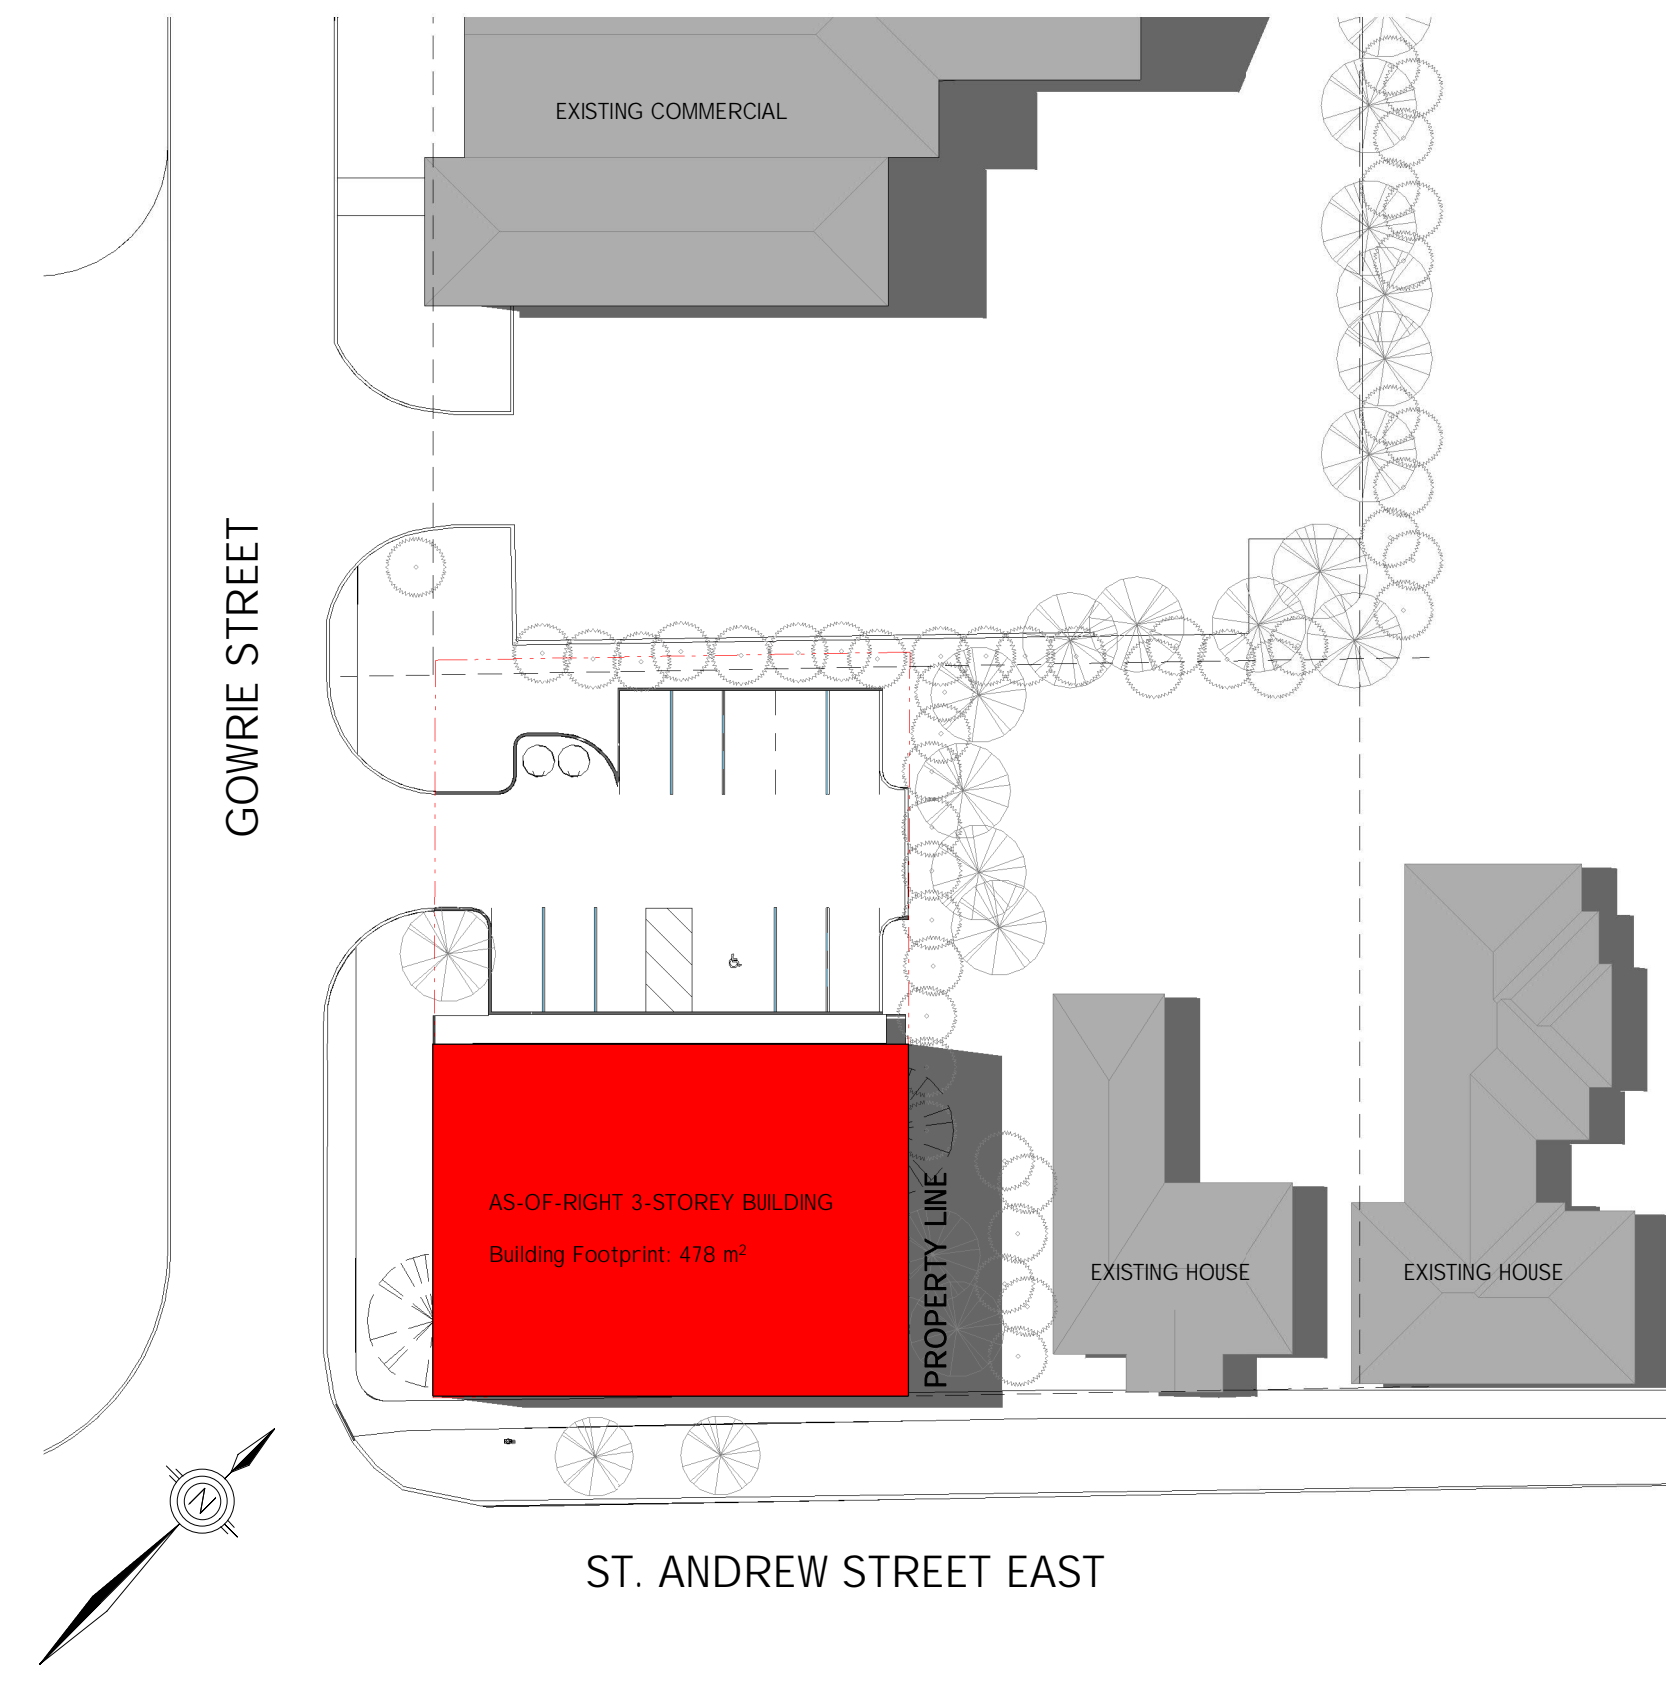 EXISTING COMMERCIAL
GOWRIE STREET
AS-OF-RIGHT 3-STOREY BUILDING
Building Footprint: 478 m²
PROPERTY LINE
EXISTING HOUSE
EXISTING HOUSE
N
ST. ANDREW STREET EAST